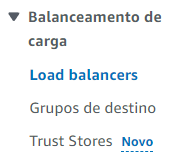 Balanceamento de
carga
Load balancers
Grupos de destino
Trust Stores Novo